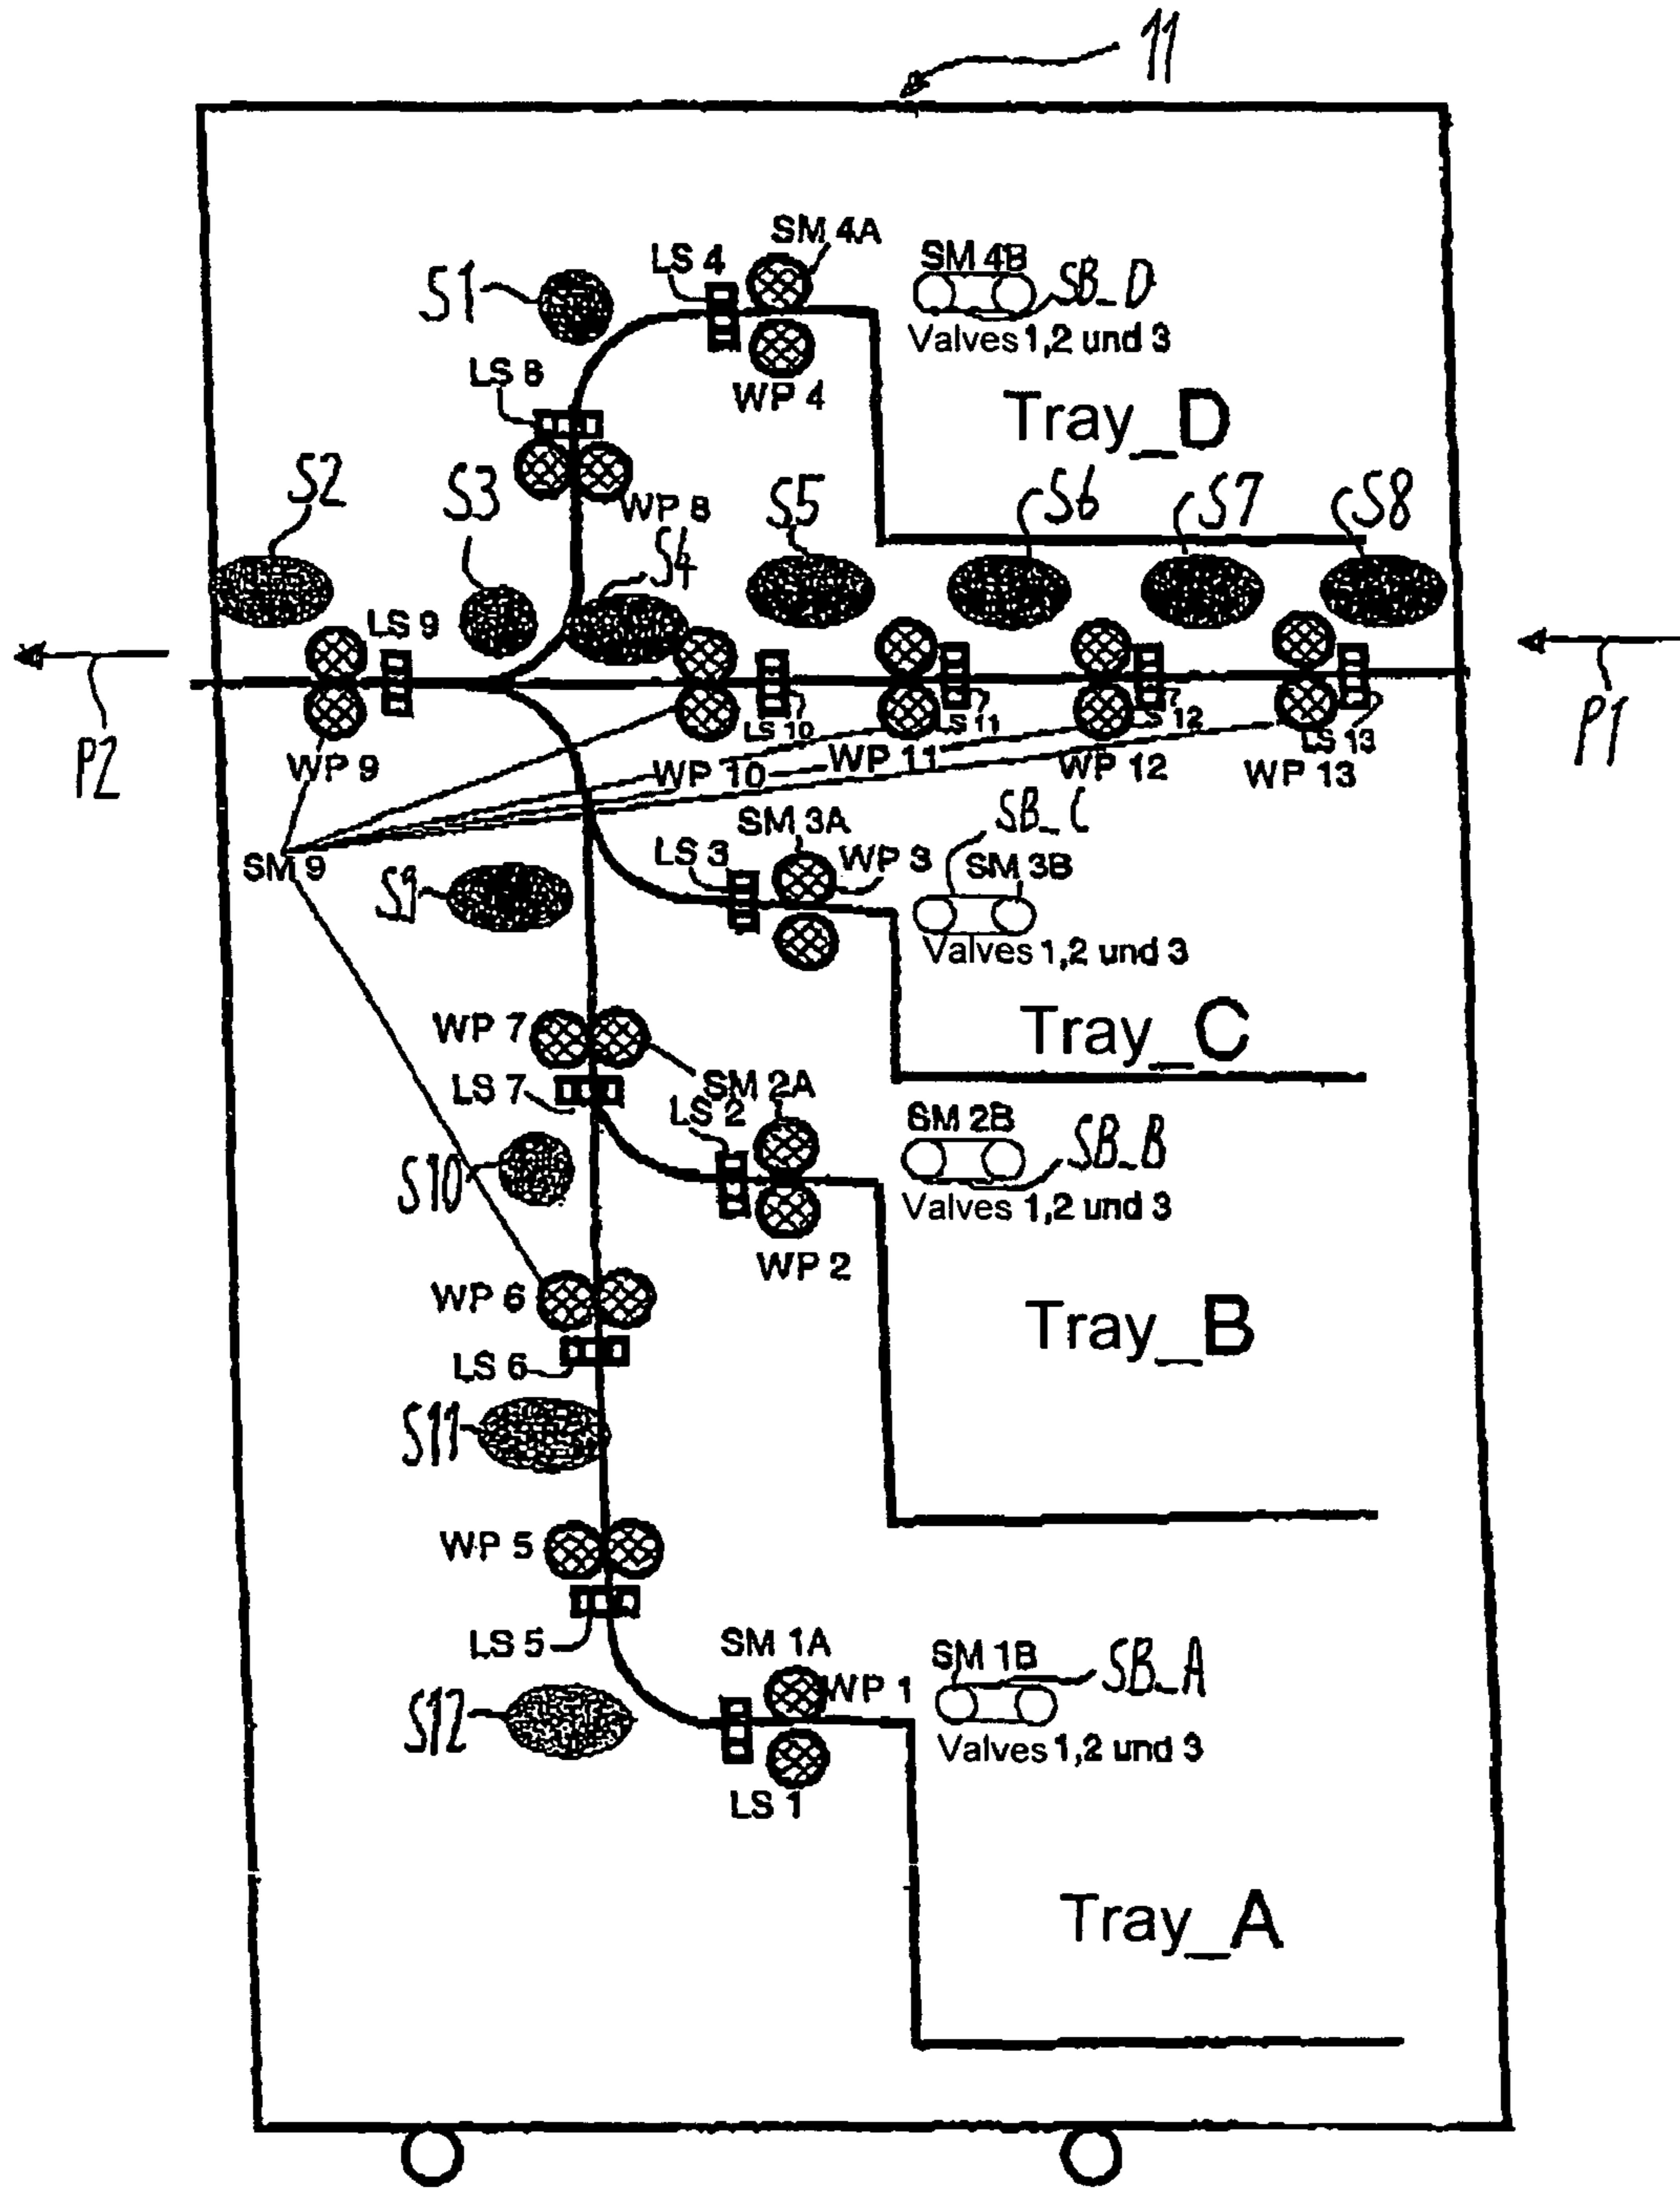 11
SM 4A
LS 4
SM 4B
SB_D
S1
Valves 1,2 und 3
LS 8
WP 4
Tray_D
S2
S3
WP 8
S5
S6
S7
S8
S4
LS 9
P2
P1
LS 10
LS 11
LS 12
LS 13
WP 9
WP 10
WP 11
WP 12
WP 13
SM 9
SM 3A
SB_C
LS 3
WP 3
SM 3B
S9
Valves 1,2 und 3
WP 7
Tray_C
LS 7
SM 2A
LS 2
SM 2B
SB_B
S10
Valves 1,2 und 3
WP 2
WP 6
Tray_B
LS 6
S11
WP 5
LS 5
SM 1A
SM 1B
SB_A
WP 1
S12
Valves 1,2 und 3
LS 1
Tray_A